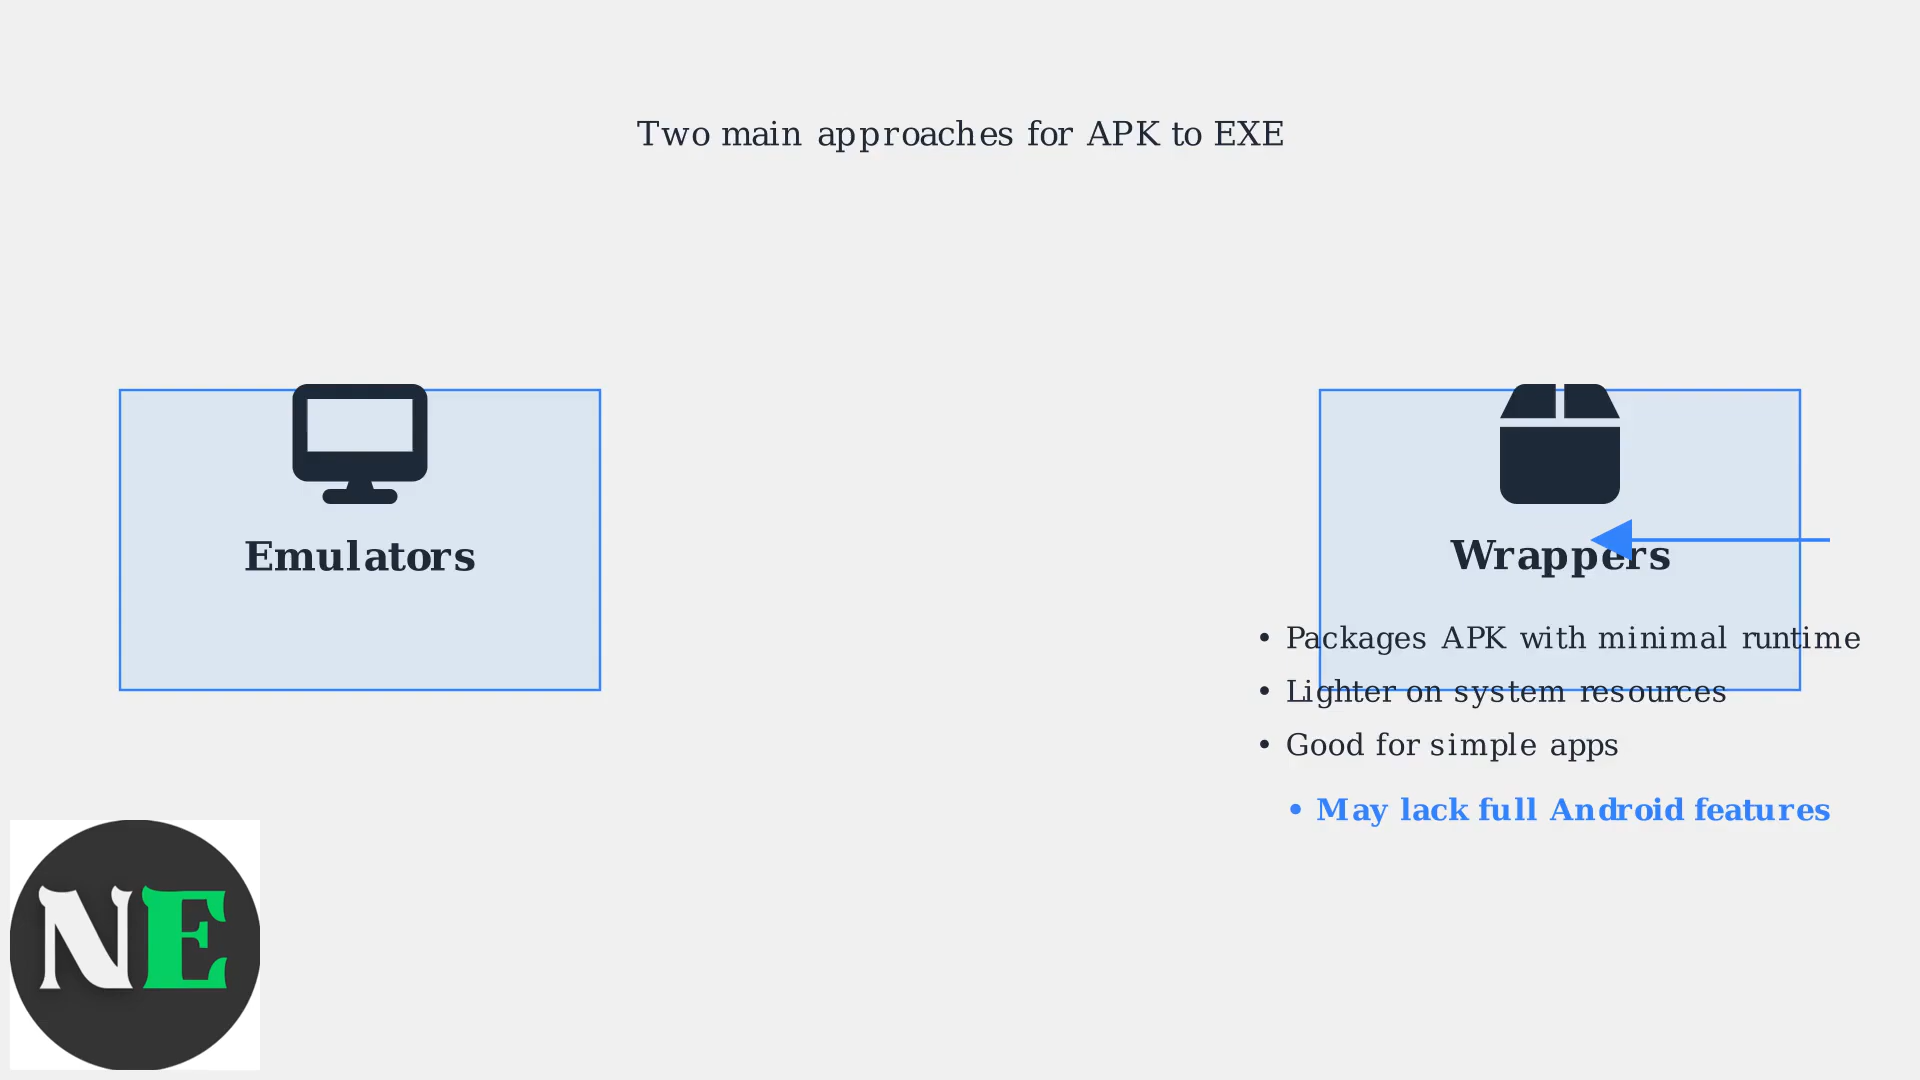 Two main approaches for APK to EXE
Emulators
Wrappers
• Packages APK with minimal runtime
• Lighter on system resources
• Good for simple apps
• May lack full Android features
NE